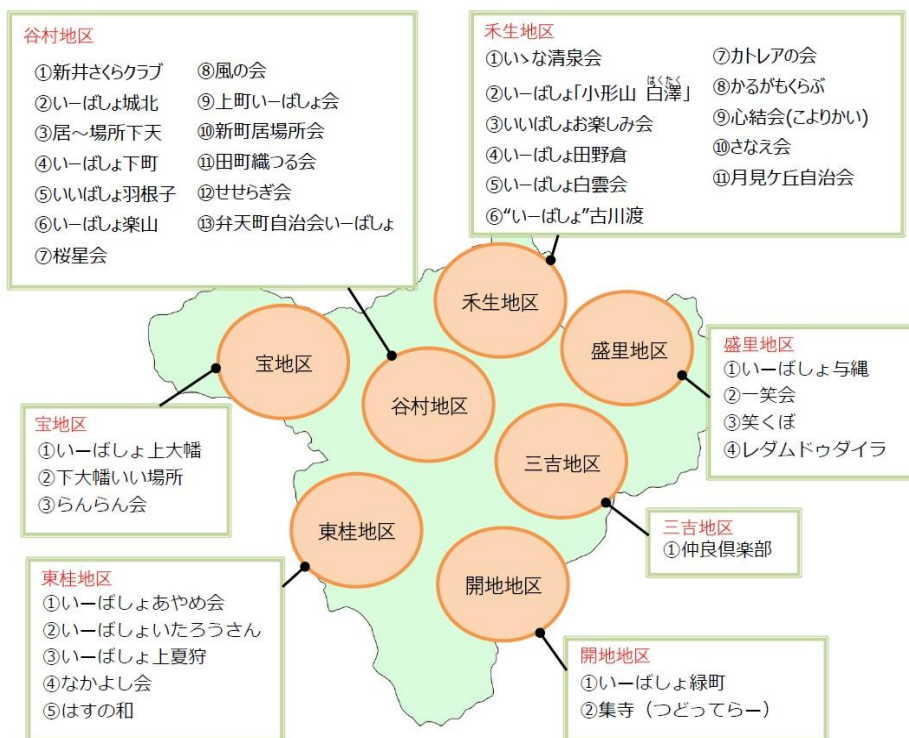 谷村地区
①新井さくらクラブ
②いーばしょ城北
③居～場所下天
④いーばしょ下町
⑤いいばしょ羽根子
⑥いーばしょ楽山
⑦桜星会
⑧風の会
⑨上町いーばしょ会
⑩新町居場所会
⑪田町織つる会
⑫せせらぎ会
⑬弁天町自治会いーばしょ
禾生地区
①いゝな清泉会
はくたく
②いーばしょ「小形山 白澤」
③いいばしょお楽しみ会
④いーばしょ田野倉
⑤いーばしょ白雲会
⑥“いーばしょ”古川渡
⑦カトレアの会
⑧かるがもくらぶ
⑨心結会(こよりかい)
⑩さなえ会
⑪月見ケ丘自治会
禾生地区
宝地区
盛里地区
谷村地区
三吉地区
東桂地区
開地地区
盛里地区
①いーばしょ与縄
②一笑会
③笑くぼ
④レダムドゥダイラ
宝地区
①いーばしょ上大幡
②下大幡いい場所
③らんらん会
三吉地区
①仲良倶楽部
東桂地区
①いーばしょあやめ会
②いーばしょいたろうさん
③いーばしょ上夏狩
④なかよし会
⑤はすの和
開地地区
①いーばしょ緑町
②集寺（つどってらー）